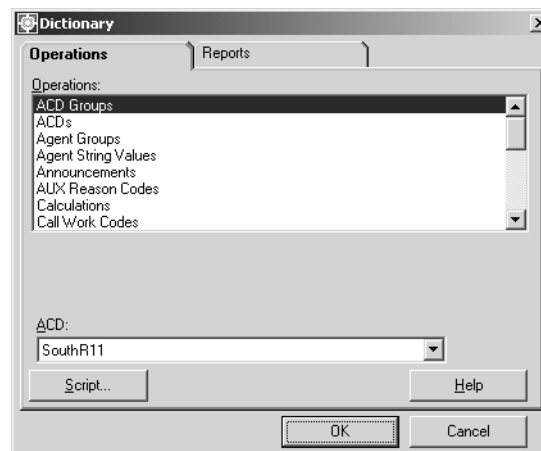 Dictionary
Operations
Reports
Operations:
ACD Groups
ACDs
Agent Groups
Agent String Values
Announcements
AUX Reason Codes
Calculations
Call Work Codes
ACD:
SouthR11
Script...
Help
OK
Cancel